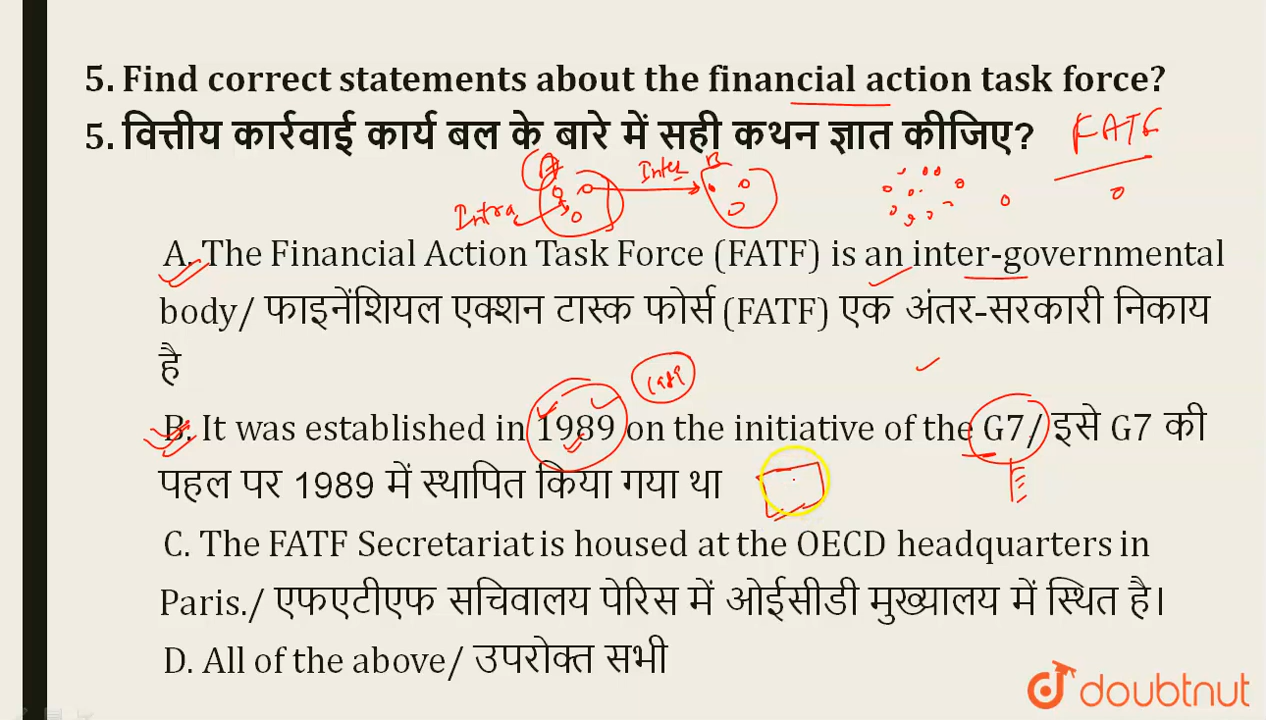 5. Find correct statements about the financial action task force?
5. वित्तीय कार्रवाई कार्य बल के बारे में सही कथन ज्ञात कीजिए?
FATF
A Inter B
Intra
A. The Financial Action Task Force (FATF) is an inter-governmental
body/ फाइनेंशियल एक्शन टास्क फोर्स (FATF) एक अंतर-सरकारी निकाय
है
1989
B. It was established in 1989 on the initiative of the G7/ इसे G7 की
पहल पर 1989 में स्थापित किया गया था
C. The FATF Secretariat is housed at the OECD headquarters in
Paris./ एफएटीएफ सचिवालय पेरिस में ओईसीडी मुख्यालय में स्थित है।
D. All of the above/ उपरोक्त सभी
doubtnut